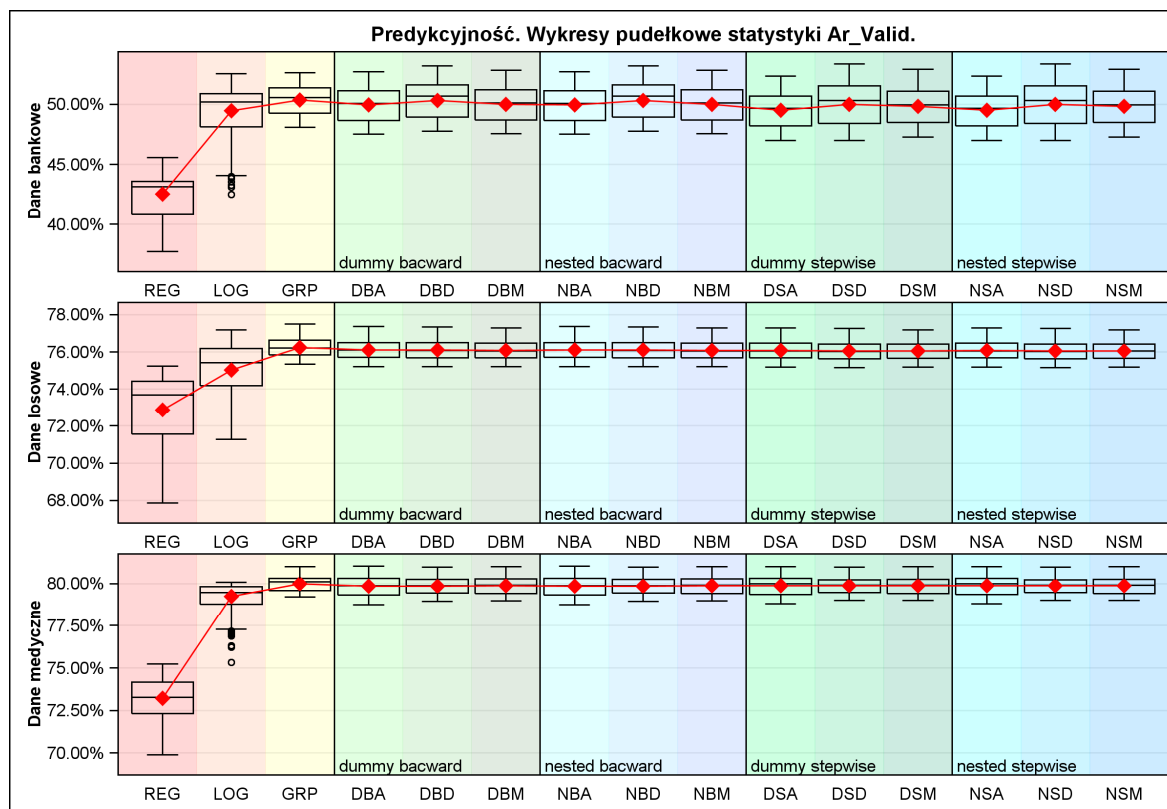 Predykcyjność. Wykresy pudełkowe statystyki Ar_Valid.
Dane bankowe
50.00%
45.00%
40.00%
dummy bacward nested bacward dummy stepwise nested stepwise
REG LOG GRP DBA DBD DBM NBA NBD NBM DSA DSD DSM NSA NSD NSM
Dane losowe
78.00%
76.00%
74.00%
72.00%
70.00%
68.00%
dummy bacward nested bacward dummy stepwise nested stepwise
REG LOG GRP DBA DBD DBM NBA NBD NBM DSA DSD DSM NSA NSD NSM
Dane medyczne
80.00%
77.50%
75.00%
72.50%
70.00%
dummy bacward nested bacward dummy stepwise nested stepwise
REG LOG GRP DBA DBD DBM NBA NBD NBM DSA DSD DSM NSA NSD NSM